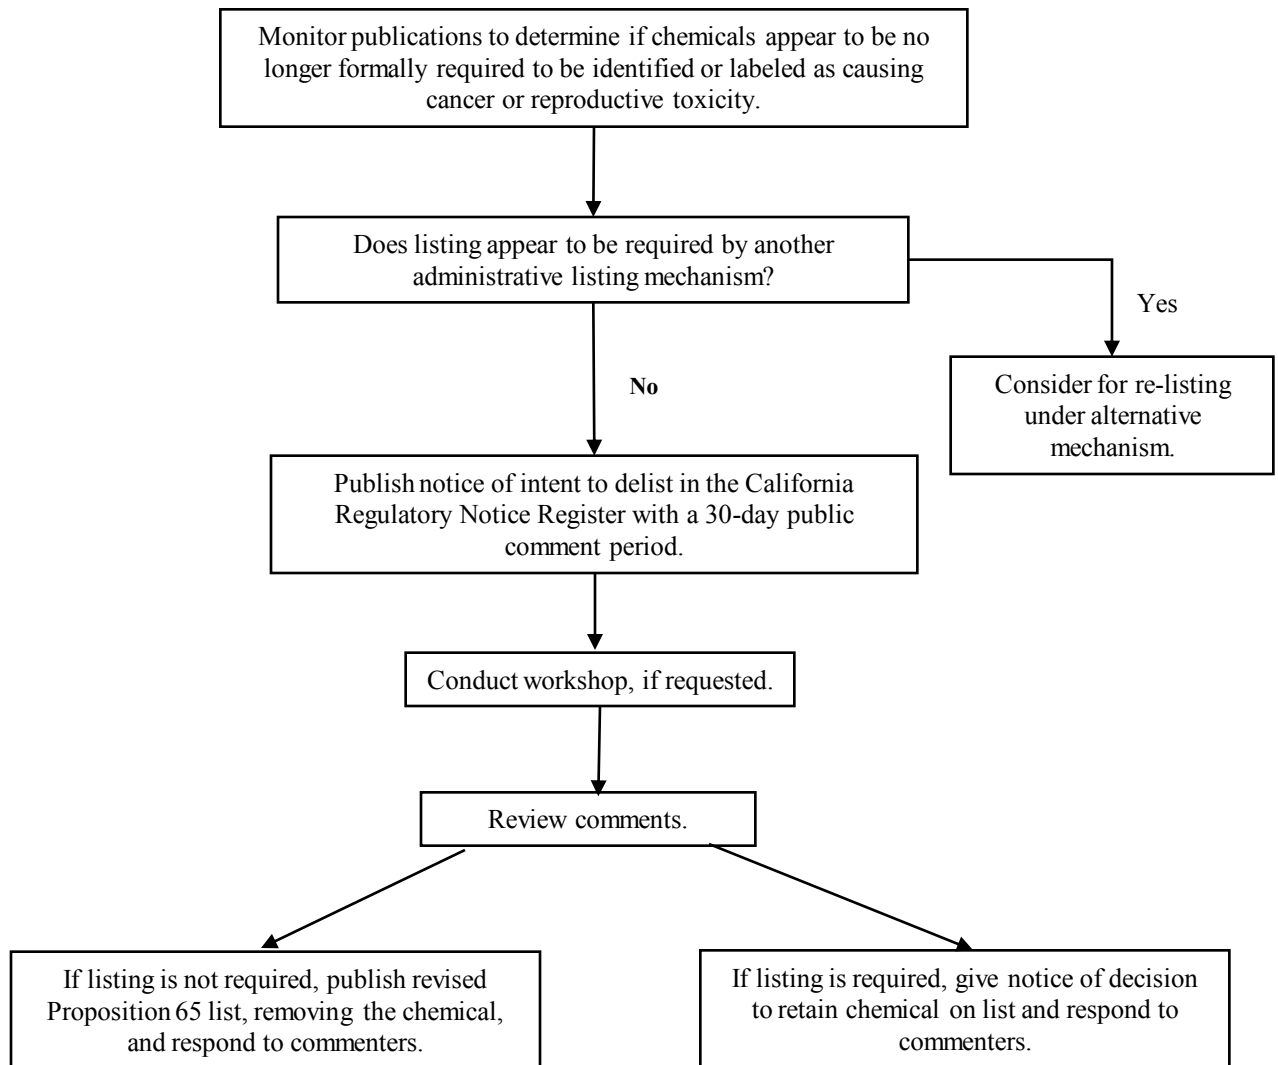 Monitor publications to determine if chemicals appear to be no
longer formally required to be identified or labeled as causing
cancer or reproductive toxicity.
Does listing appear to be required by another
administrative listing mechanism?
Yes
Consider for re-listing
under alternative
mechanism.
No
Publish notice of intent to delist in the California
Regulatory Notice Register with a 30-day public
comment period.
Conduct workshop, if requested.
Review comments.
If listing is not required, publish revised
Proposition 65 list, removing the chemical,
and respond to commenters.
If listing is required, give notice of decision
to retain chemical on list and respond to
commenters.